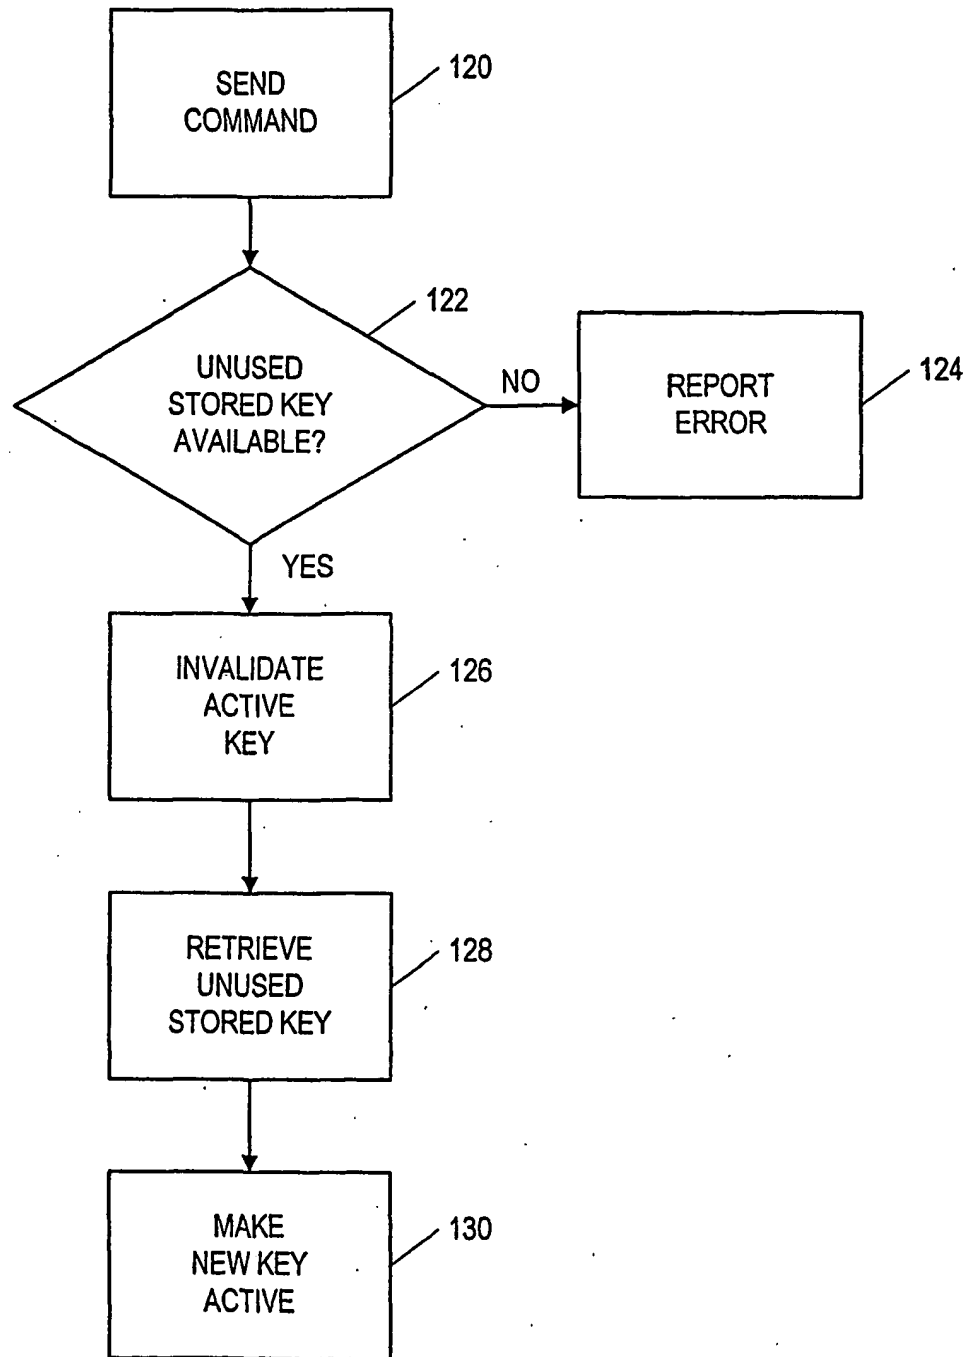 SEND
COMMAND
120
122
UNUSED
STORED KEY
AVAILABLE?
NO
REPORT
ERROR
124
YES
INVALIDATE
ACTIVE
KEY
126
RETRIEVE
UNUSED
STORED KEY
128
MAKE
NEW KEY
ACTIVE
130